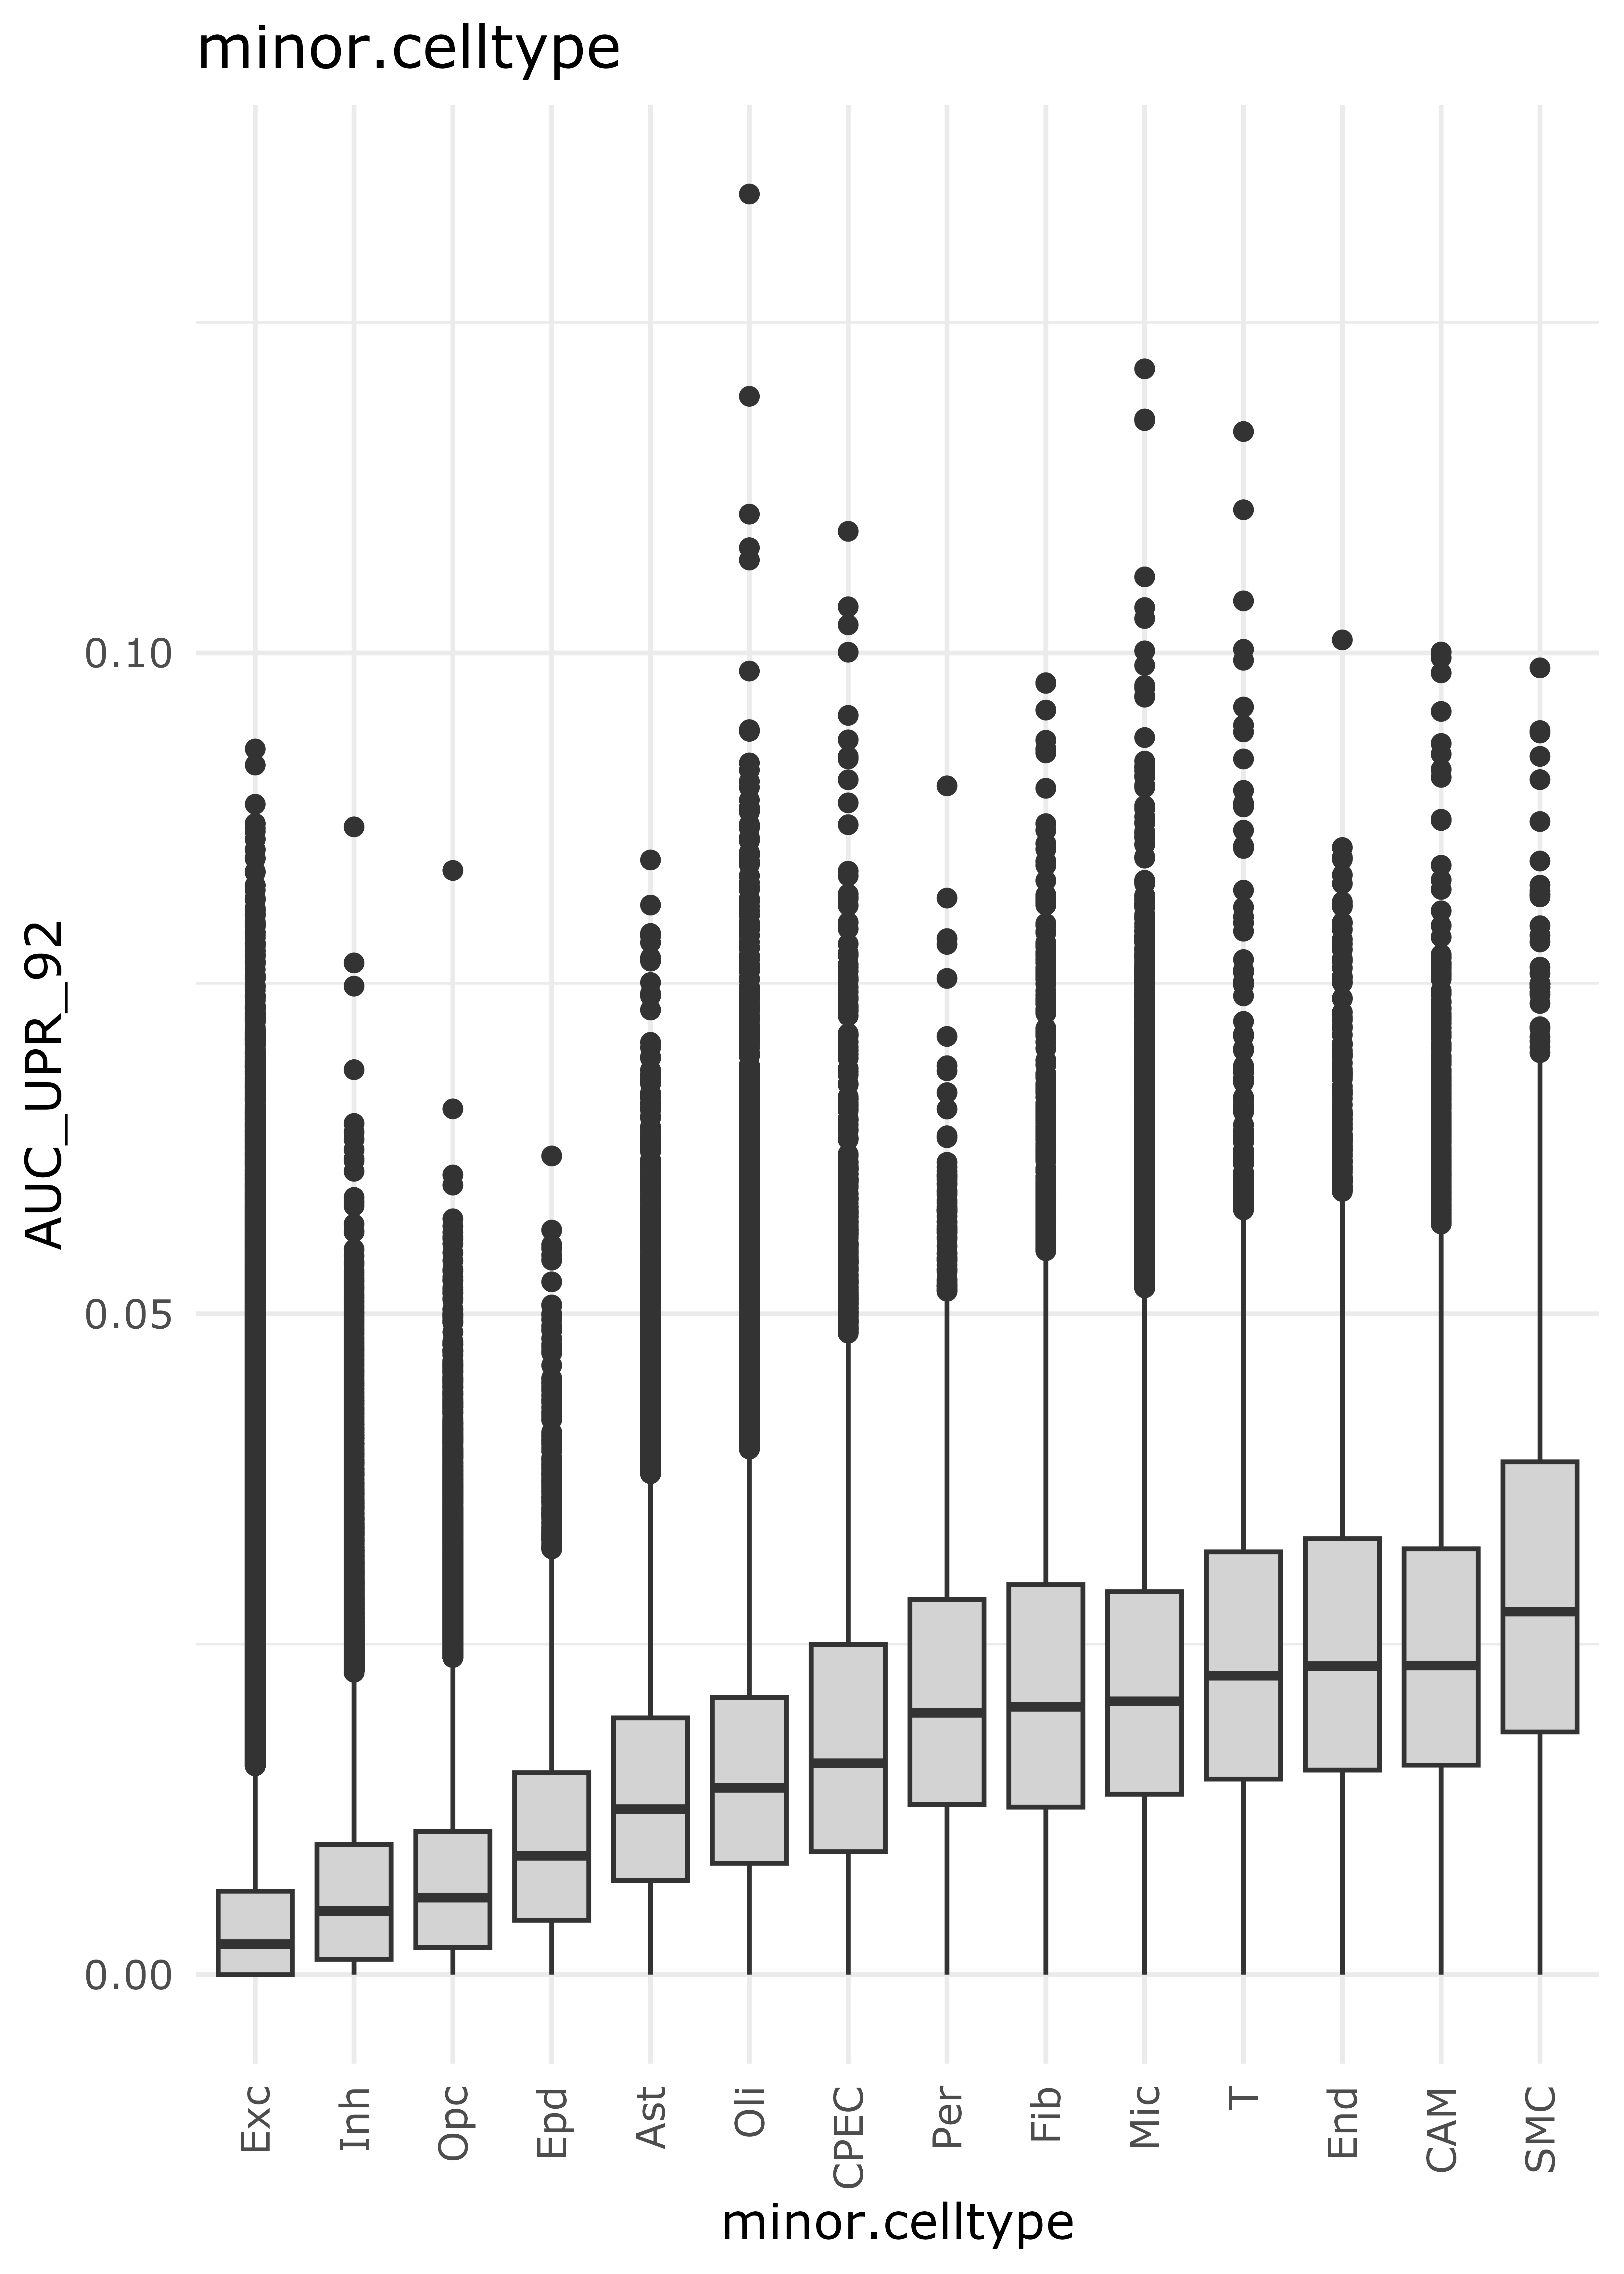 minor.celltype
AUC_UPR_92
0.10
0.05
0.00
Exc
Inh
Opc
Epd
Ast
Oli
CPEC
Per
Fib
Mic
T
End
CAM
SMC
minor.celltype